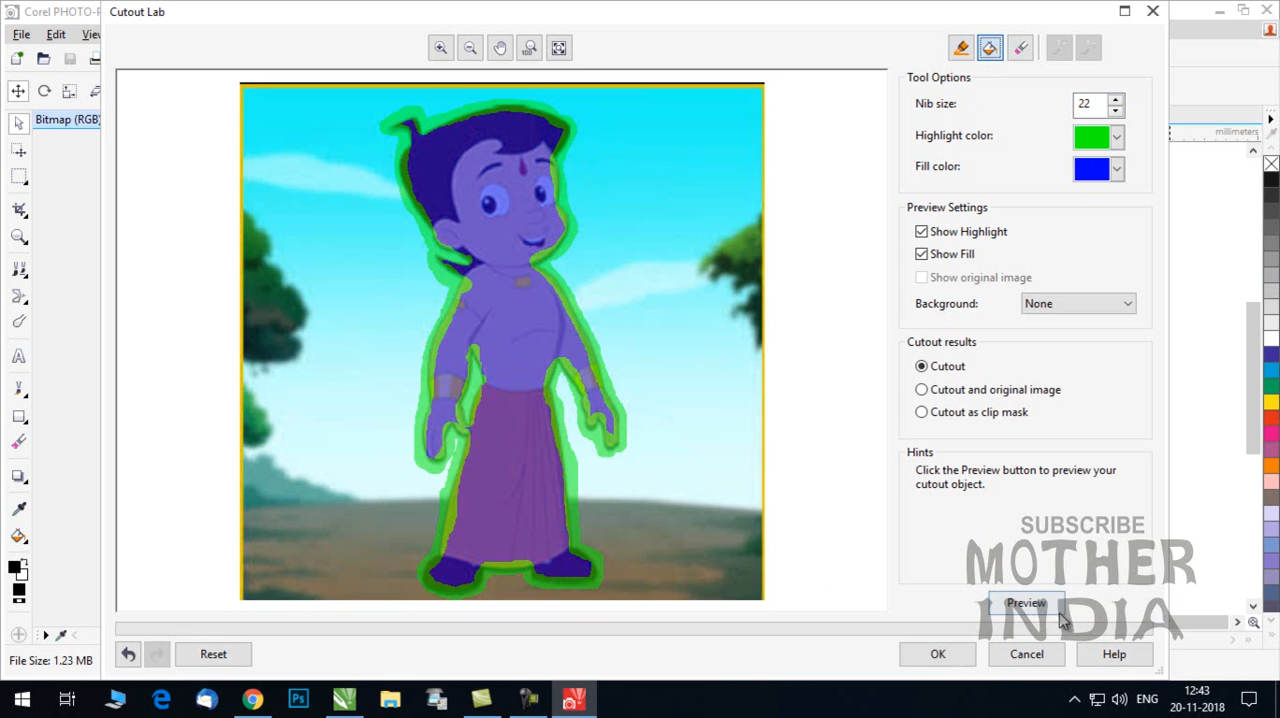 Corel PHOTO-P
Cutout Lab
File Edit Viev
Bitmap (RGB)
Tool Options
Nib size: 22
Highlight color:
Fill color:
millimeters
Preview Settings
Show Highlight
Show Fill
Show original image
Background: None
Cutout results
Cutout
Cutout and original image
Cutout as clip mask
Hints
Click the Preview button to preview your
cutout object.
SUBSCRIBE
MOTHER
INDIA
Preview
Reset OK Cancel Help
File Size: 1.23 MB
ENG 12:43
20-11-2018